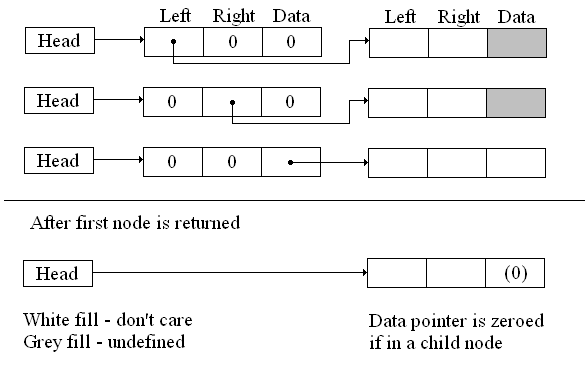 Left Right Data Left Right Data
Head 0 0
Head 0 0
Head 0 0
After first node is returned
Head (0)
White fill - don't care Data pointer is zeroed
Grey fill - undefined if in a child node